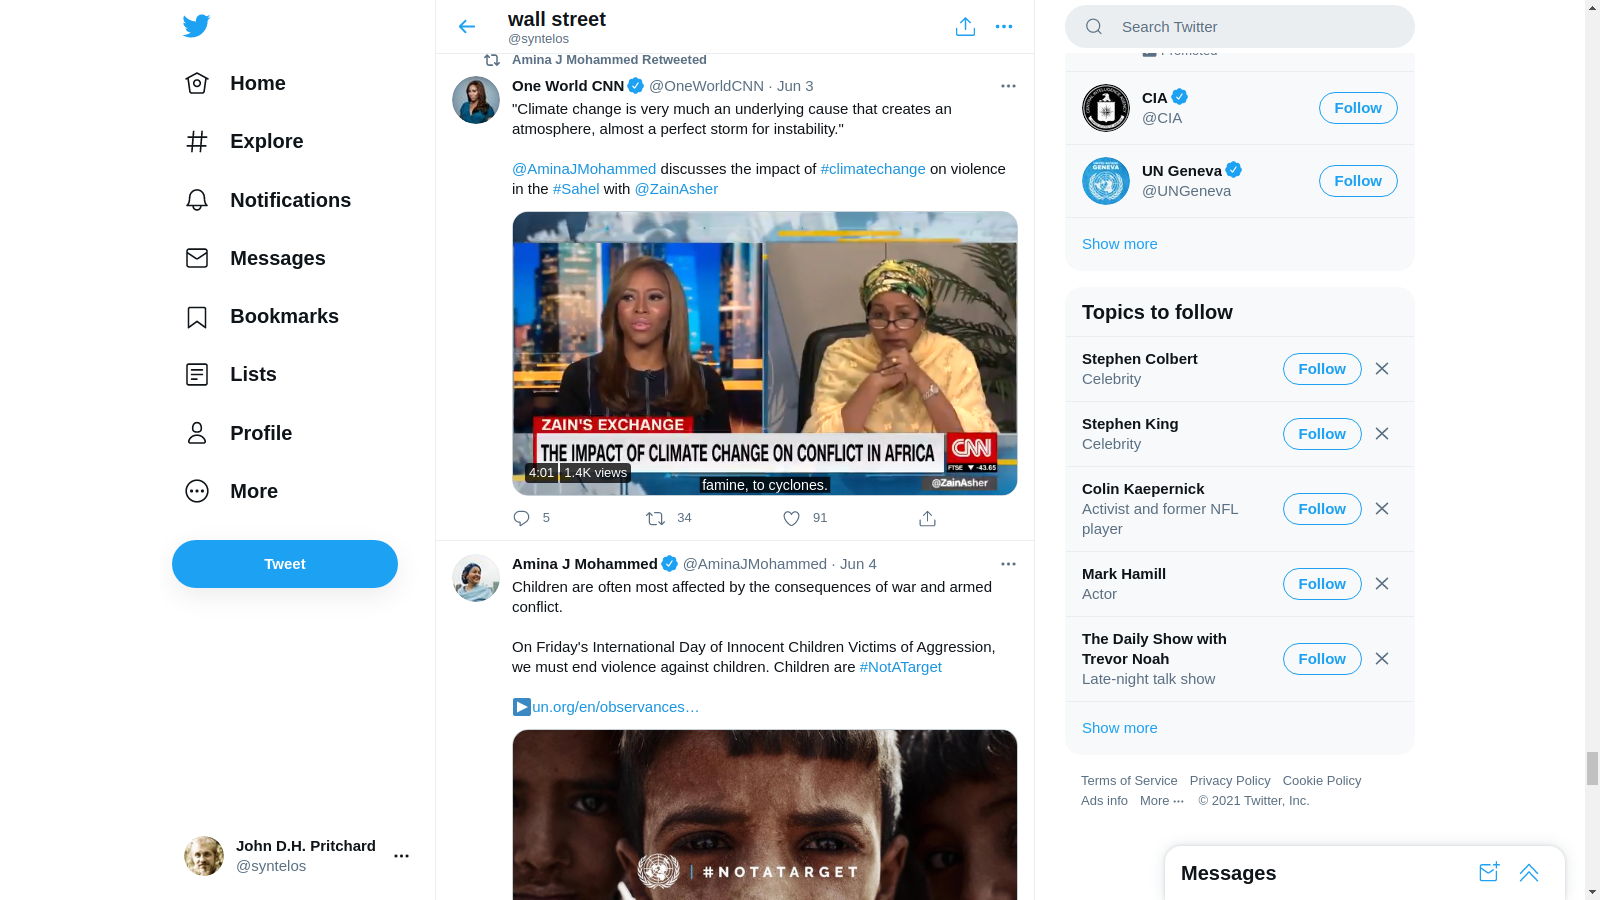 Home
Explore
Notifications
Messages
Bookmarks
Lists
Profile
More
Tweet
John D.H. Pritchard
@syntelos
wall street
@syntelos
Amina J Mohammed Retweeted
One World CNN @OneWorldCNN · Jun 3
"Climate change is very much an underlying cause that creates an
atmosphere, almost a perfect storm for instability."
@AminaJMohammed discusses the impact of #climatechange on violence
in the #Sahel with @ZainAsher
ZAIN'S EXCHANGE
THE IMPACT OF CLIMATE CHANGE ON CONFLICT IN AFRICA
CNN
FTSE ▼ -43.65
4:01 1.4K views
famine, to cyclones.
@ZainAsher
5 34 91
Amina J Mohammed @AminaJMohammed · Jun 4
Children are often most affected by the consequences of war and armed
conflict.
On Friday's International Day of Innocent Children Victims of Aggression,
we must end violence against children. Children are #NotATarget
un.org/en/observances…
#NOTATARGET
Search Twitter
Promoted
CIA
@CIA
Follow
UN Geneva
@UNGeneva
Follow
Show more
Topics to follow
Stephen Colbert
Celebrity
Follow
Stephen King
Celebrity
Follow
Colin Kaepernick
Activist and former NFL
player
Follow
Mark Hamill
Actor
Follow
The Daily Show with
Trevor Noah
Late-night talk show
Follow
Show more
Terms of Service Privacy Policy Cookie Policy
Ads info More ··· © 2021 Twitter, Inc.
Messages